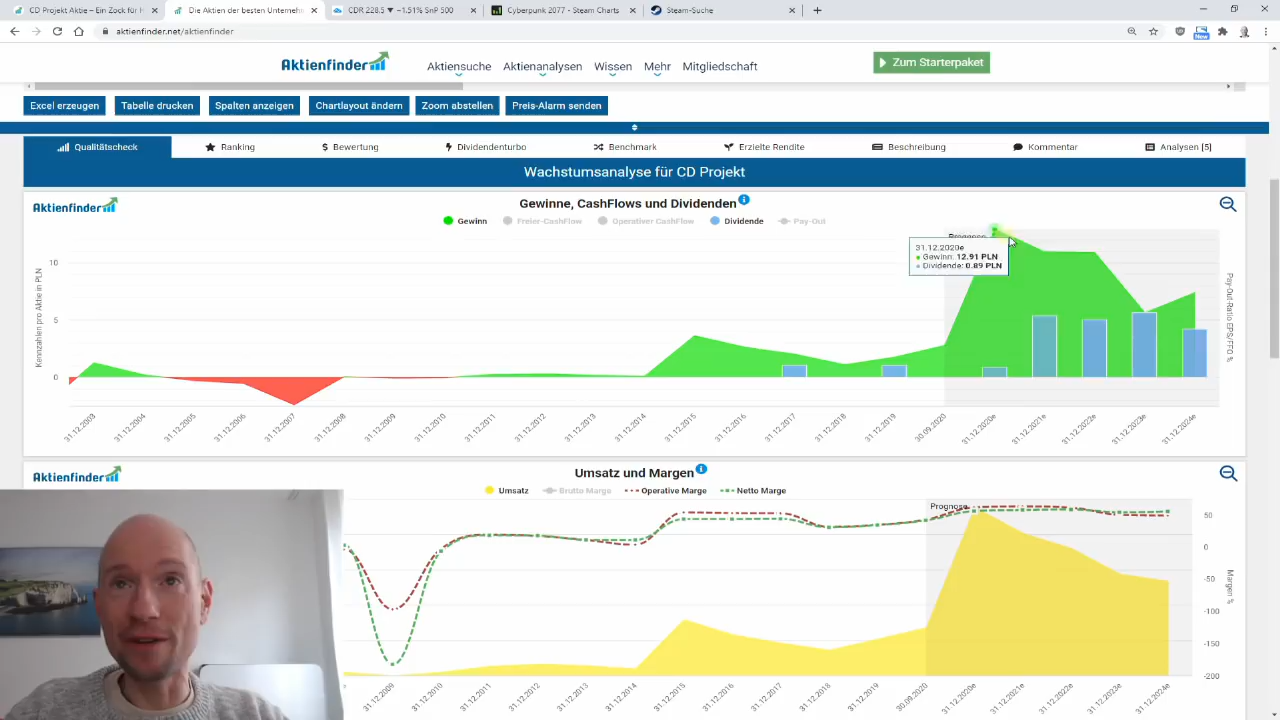 CD Projekt Aktie – Ein Zock für H
Die Aktien der besten Unternehm
CDR 228.5 ▼ −1.51% SnP 500
Cyberpunk 2077 - Steam Charts
Steam-Suche
aktienfinder.net/aktienfinder
New
Aktienfinder
Aktiensuche
Aktienanalysen
Wissen
Mehr
Mitgliedschaft
Zum Starterpaket
Excel erzeugen
Tabelle drucken
Spalten anzeigen
Chartlayout ändern
Zoom abstellen
Preis-Alarm senden
Qualitätscheck
Ranking
Bewertung
Dividendenturbo
Benchmark
Erzielte Rendite
Beschreibung
Kommentar
Analysen [5]
Wachstumsanalyse für CD Projekt
Aktienfinder
Gewinne, CashFlows und Dividenden
Gewinn
Freier-CashFlow
Operativer CashFlow
Dividende
Pay-Out
Prognose
31.12.2020e
Gewinn: 12.91 PLN
Dividende: 0.89 PLN
Kennzahlen pro Aktie in PLN
10
5
0
Pay-Out-Ratio EPS/FFO %
31.12.2003
31.12.2004
31.12.2005
31.12.2006
31.12.2007
31.12.2008
31.12.2009
31.12.2010
31.12.2011
31.12.2012
31.12.2013
31.12.2014
31.12.2015
31.12.2016
31.12.2017
31.12.2018
31.12.2019
30.09.2020
31.12.2020e
31.12.2021e
31.12.2022e
31.12.2023e
31.12.2024e
Aktienfinder
Umsatz und Margen
Umsatz
Brutto Marge
Operative Marge
Netto Marge
Prognose
50
0
-50
-100
-150
-200
Margen %
31.12.2009
31.12.2010
31.12.2011
31.12.2012
31.12.2013
31.12.2014
31.12.2015
31.12.2016
31.12.2017
31.12.2018
31.12.2019
30.09.2020
31.12.2020e
31.12.2021e
31.12.2022e
31.12.2023e
31.12.2024e